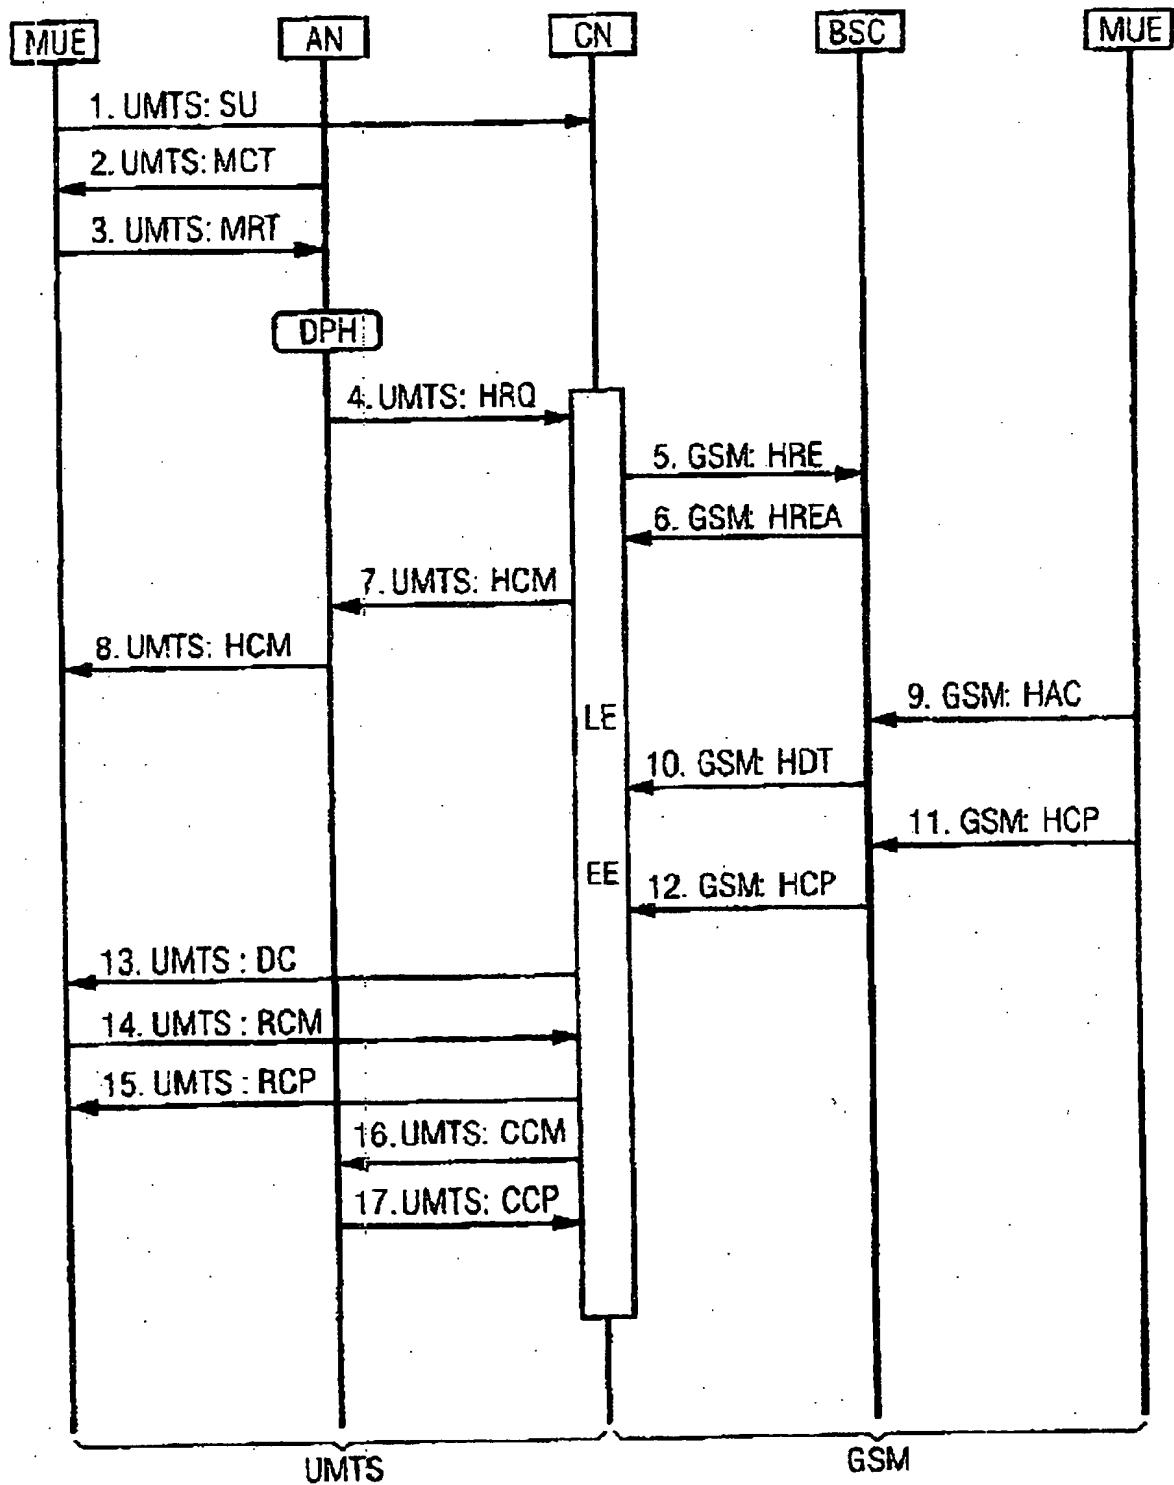 MUE
AN
CN
BSC
MUE
1. UMTS: SU
2. UMTS: MCT
3. UMTS: MRT
DPH
4. UMTS: HRQ
5. GSM: HRE
6. GSM: HREA
7. UMTS: HCM
8. UMTS: HCM
LE
9. GSM: HAC
10. GSM: HDT
11. GSM: HCP
EE
12. GSM: HCP
13. UMTS : DC
14. UMTS : RCM
15. UMTS : RCP
16. UMTS: CCM
17. UMTS: CCP
UMTS
GSM